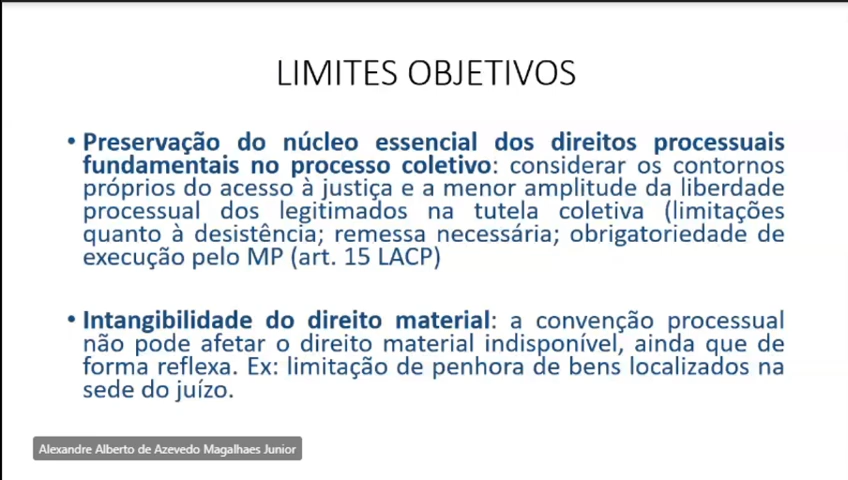 LIMITES OBJETIVOS
• Preservação do núcleo essencial dos direitos processuais
fundamentais no processo coletivo: considerar os contornos
próprios do acesso à justiça e a menor amplitude da liberdade
processual dos legitimados na tutela coletiva (limitações
quanto à desistência; remessa necessária; obrigatoriedade de
execução pelo MP (art. 15 LACP)
• Intangibilidade do direito material: a convenção processual
não pode afetar o direito material indisponível, ainda que de
forma reflexa. Ex: limitação de penhora de bens localizados na
sede do juízo.
Alexandre Alberto de Azevedo Magalhaes Junior